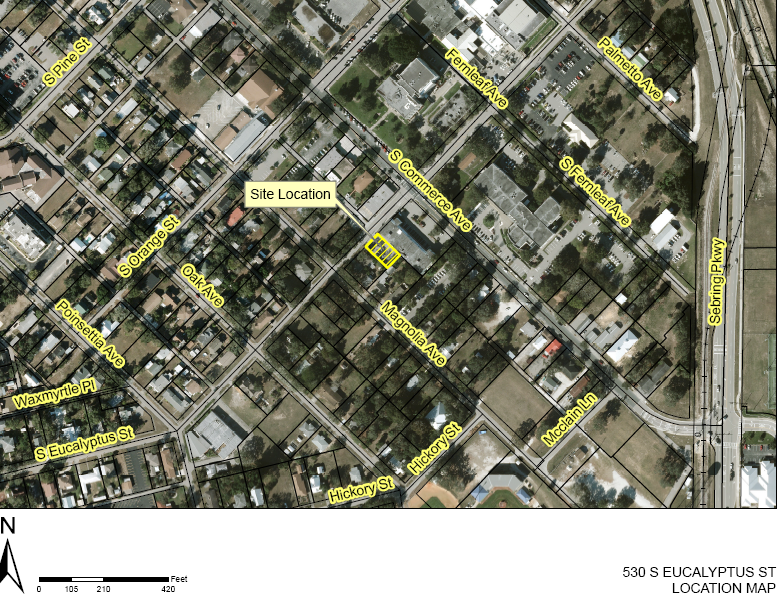 S Pine St
Fernleaf Ave
Palmetto Ave
S Commerce Ave
S Fernleaf Ave
Site Location
S Orange St
Oak Ave
Sebring Pkwy
Poinsettia Ave
Magnolia Ave
Waxmyrtle Pl
Mcclain Ln
S Eucalyptus St
Hickory St
Hickory St
N
Feet
0 105 210 420
530 S EUCALYPTUS ST
LOCATION MAP